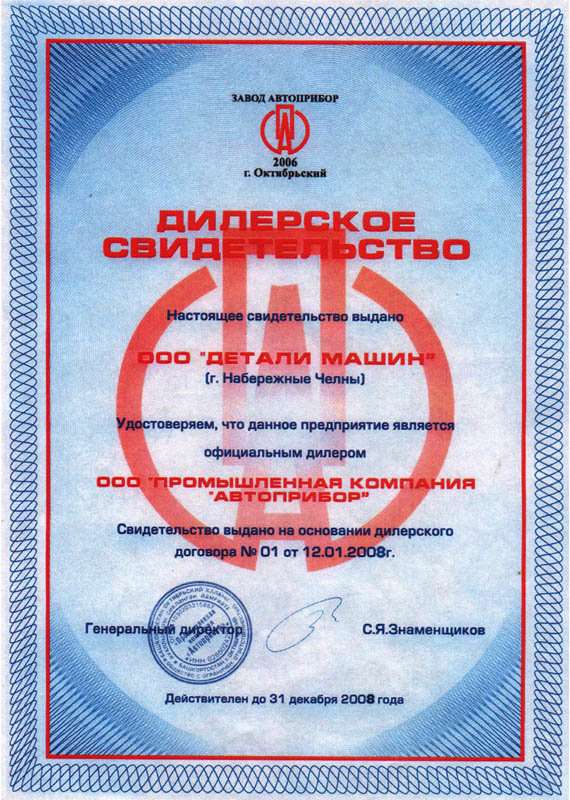 ЗАВОД АВТОПРИБОР
2006
г. Октябрьский
ДИЛЕРСКОЕ
СВИДЕТЕЛЬСТВО
Настоящее свидетельство выдано
ООО "ДЕТАЛИ МАШИН"
(г. Набережные Челны)
Удостоверяем, что данное предприятие является
официальным дилером
ООО "ПРОМЫШЛЕННАЯ КОМПАНИЯ
"АВТОПРИБОР"
Свидетельство выдано на основании дилерского
договора № 01 от 12.01.2008г.
Генеральный директор
С.Я.Знаменщиков
Действителен до 31 декабря 2008 года